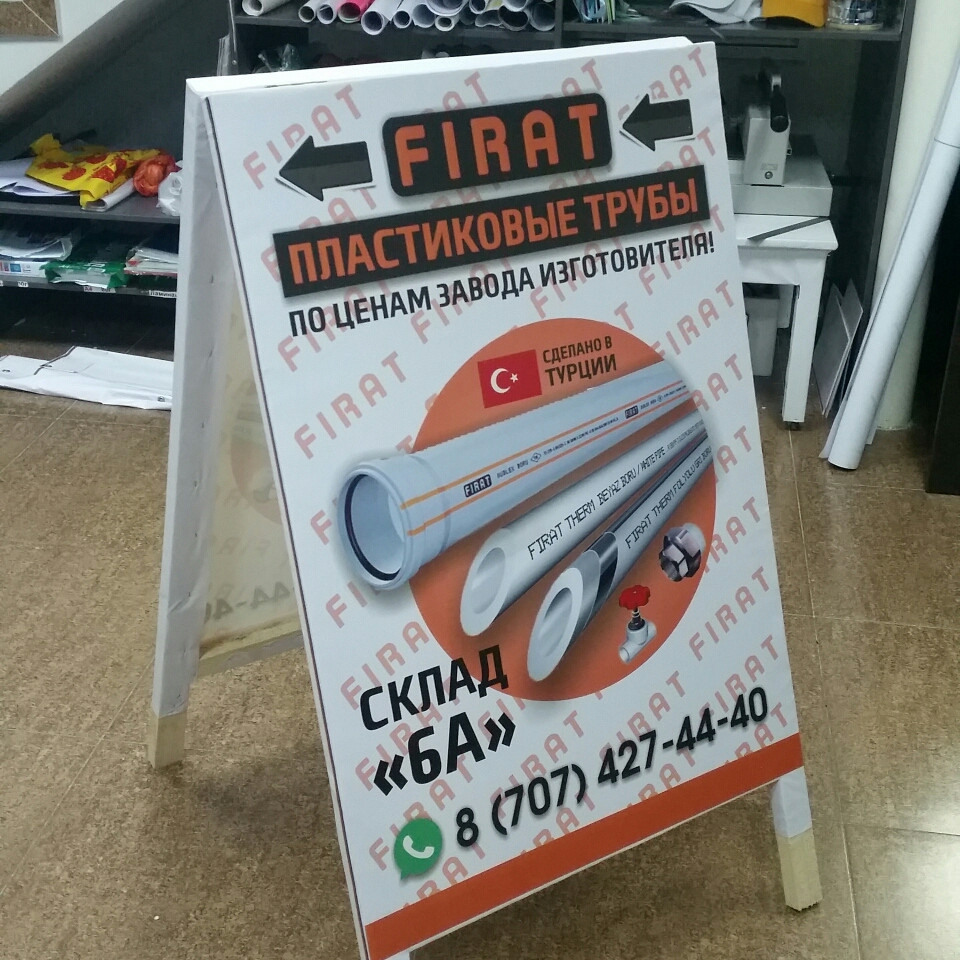 FIRAT
ПЛАСТИКОВЫЕ ТРУБЫ
ПО ЦЕНАМ ЗАВОДА ИЗГОТОВИТЕЛЯ!
СДЕЛАНО В
ТУРЦИИ
FIRAT
FIRAT
FIRAT THERM BEYAZ BORU / WHITE PIPE
FIRAT THERM FOLYOLU
СКЛАД
«6А»
8 (707) 427-44-40